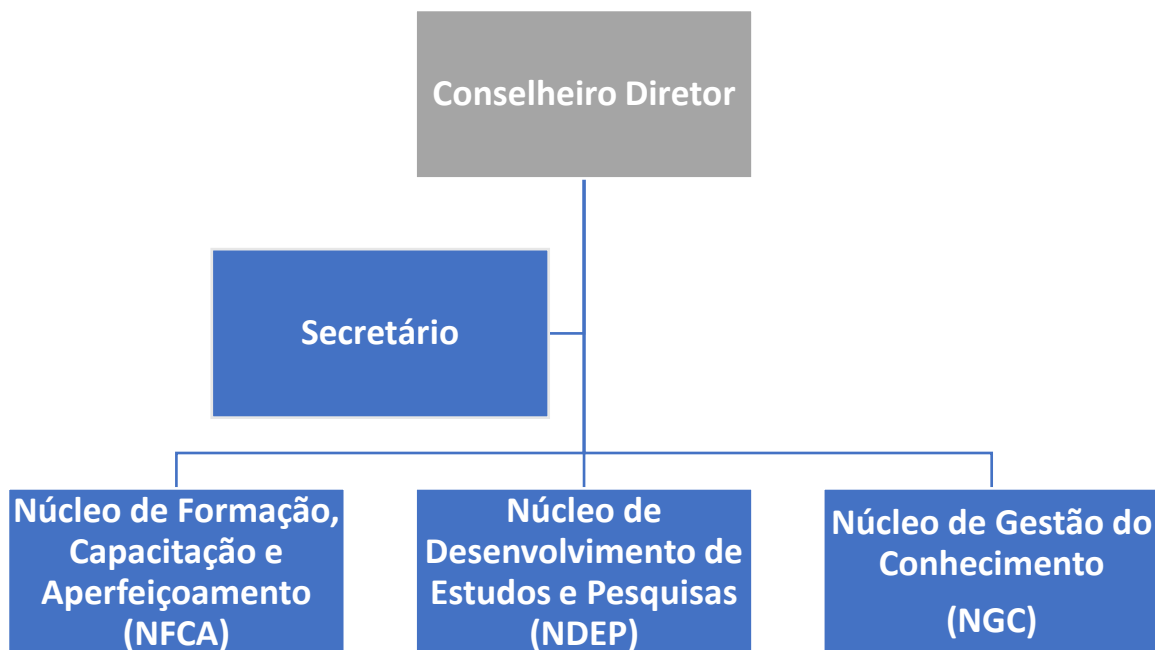 Conselheiro Diretor
Secretário
Núcleo de Formação,
Capacitação e
Aperfeiçoamento
(NFCA)
Núcleo de
Desenvolvimento de
Estudos e Pesquisas
(NDEP)
Núcleo de Gestão do
Conhecimento
(NGC)